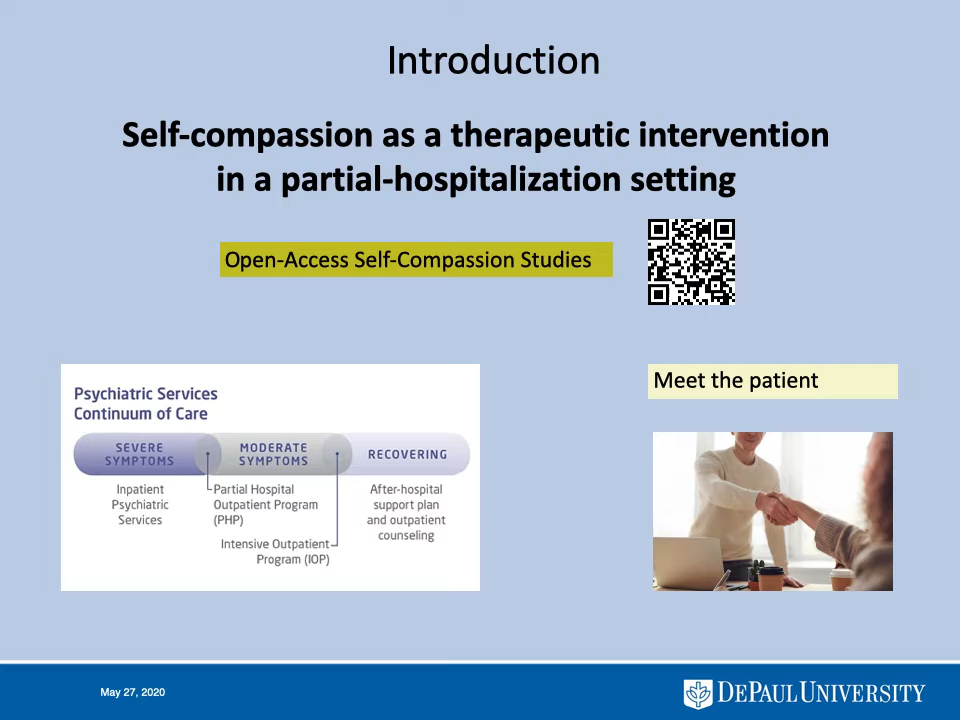 Introduction
Self-compassion as a therapeutic intervention
in a partial-hospitalization setting
Open-Access Self-Compassion Studies
Psychiatric Services
Continuum of Care
SEVERE
SYMPTOMS
MODERATE
SYMPTOMS
RECOVERING
Inpatient
Psychiatric
Services
Partial Hospital
Outpatient Program
(PHP)
Intensive Outpatient
Program (IOP)
After-hospital
support plan
and outpatient
counseling
Meet the patient
May 27, 2020
DEPAUL UNIVERSITY